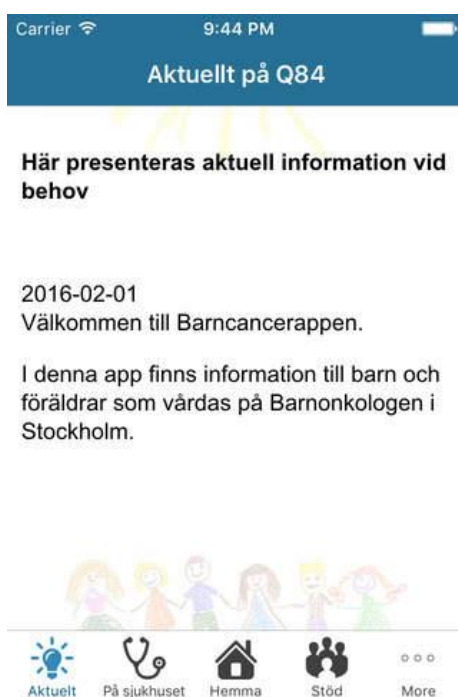 Carrier 9:44 PM
Aktuellt på Q84
Här presenteras aktuell information vid
behov
2016-02-01
Välkommen till Barncancerappen.
I denna app finns information till barn och
föräldrar som vårdas på Barnonkologen i
Stockholm.
Aktuelt På sjukhuset Hemma Stöd More